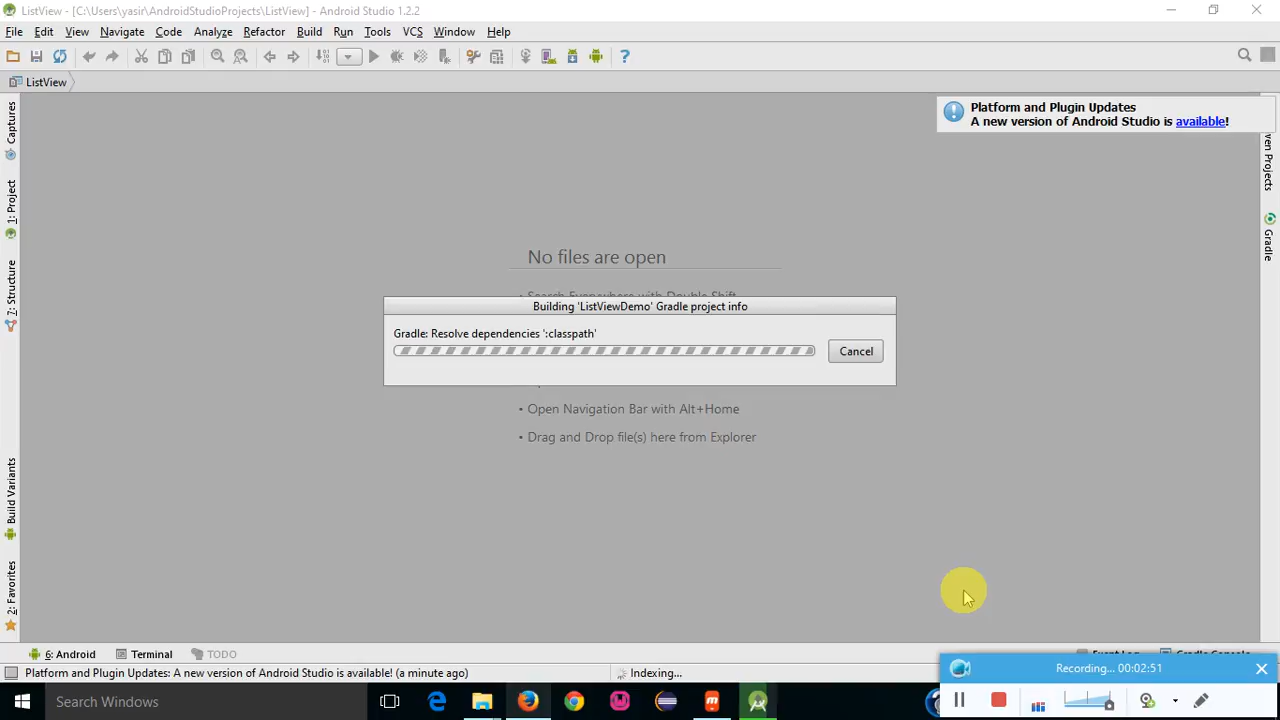 ListView - [C:\Users\yasir\AndroidStudioProjects\ListView] - Android Studio 1.2.2
File Edit View Navigate Code Analyze Refactor Build Run Tools VCS Window Help
ListView
Platform and Plugin Updates
A new version of Android Studio is available!
Captures
1: Project
7: Structure
Build Variants
2: Favorites
Projects
Gradle
No files are open
Building 'ListViewDemo' Gradle project info
Gradle: Resolve dependencies ':classpath'
Cancel
• Open Navigation Bar with Alt+Home
• Drag and Drop file(s) here from Explorer
6: Android Terminal TODO
Platform and Plugin Updates: A new version of Android Studio is available! (a minute ago) Indexing...
Recording... 00:02:51
Search Windows